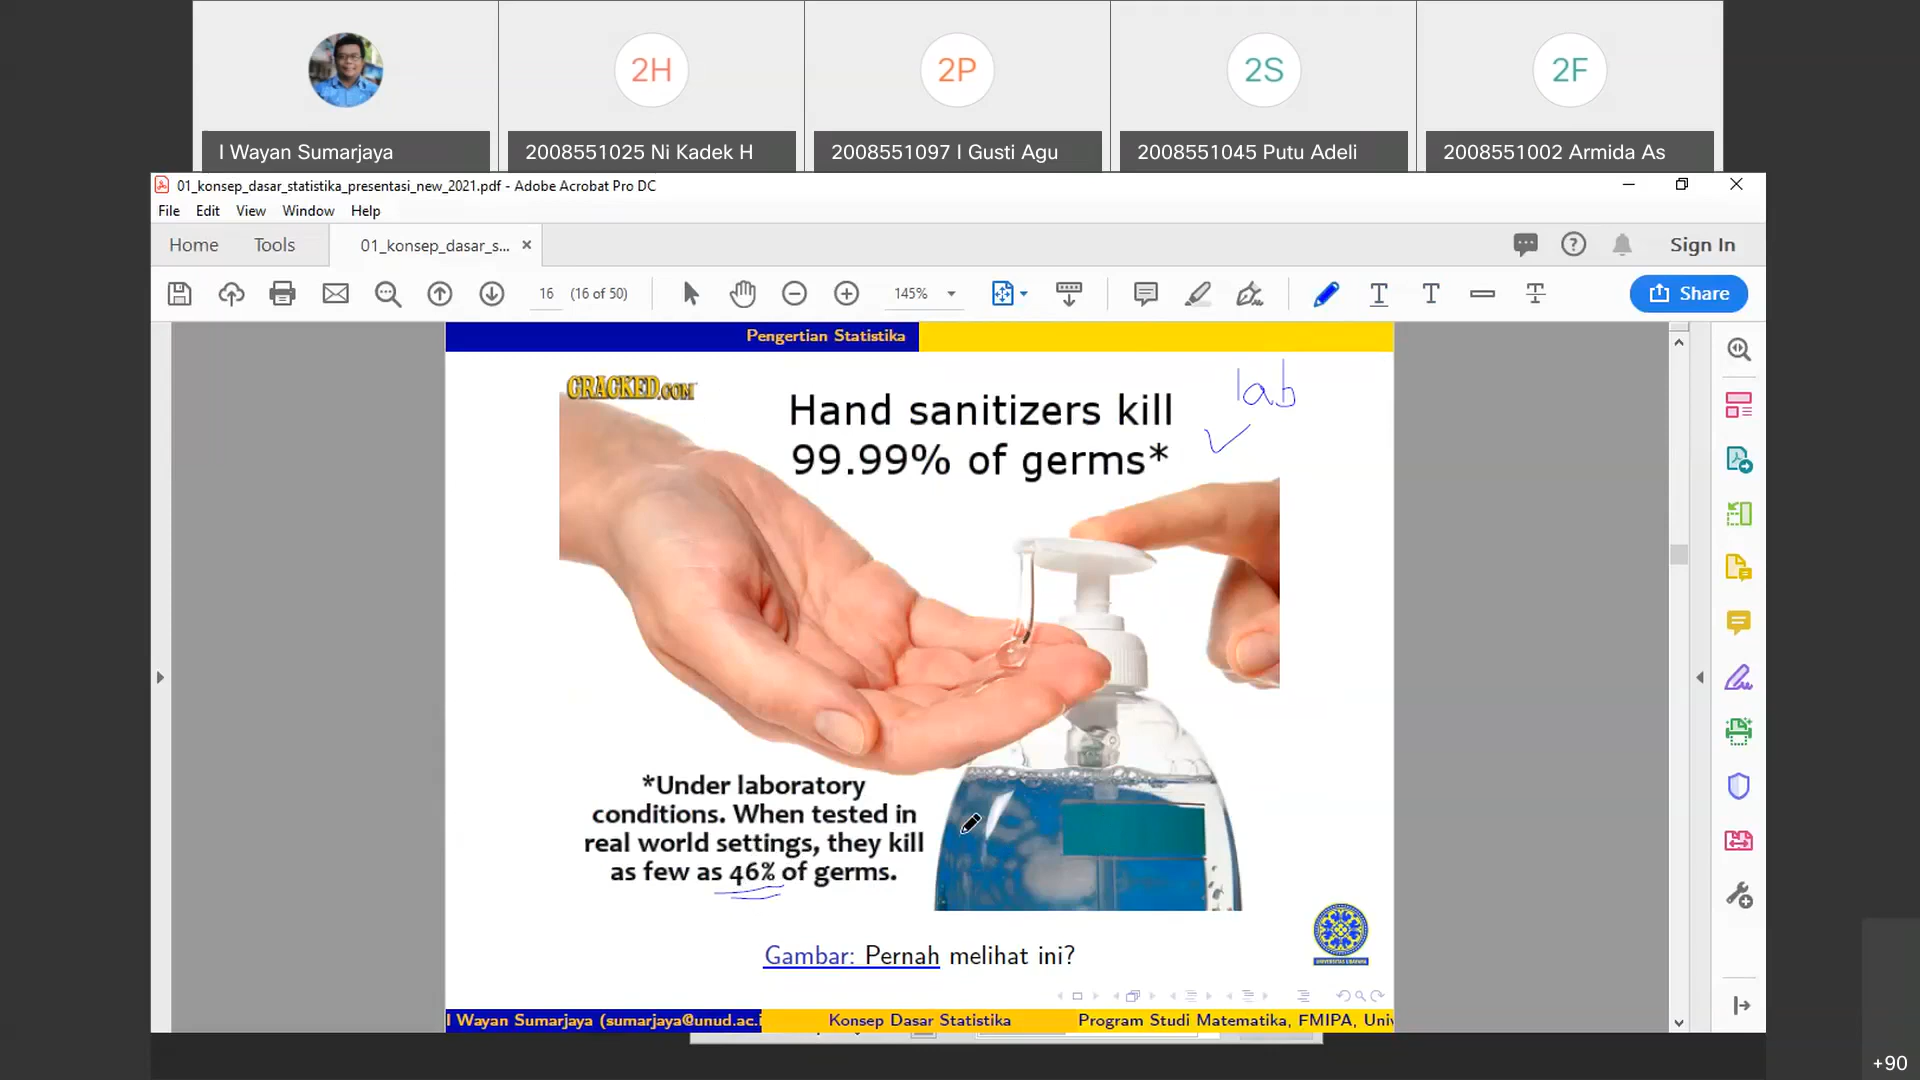 2H
2P
2S
2F
I Wayan Sumarjaya
2008551025 Ni Kadek H
2008551097 I Gusti Agu
2008551045 Putu Adeli
2008551002 Armida As
01_konsep_dasar_statistika_presentasi_new_2021.pdf - Adobe Acrobat Pro DC
File Edit View Window Help
Home Tools 01_konsep_dasar_s... Sign In
16 (16 of 50) 145% Share
Pengertian Statistika
CRACKED.COM
lab
Hand sanitizers kill
99.99% of germs*
*Under laboratory
conditions. When tested in
real world settings, they kill
as few as 46% of germs.
UNIVERSITAS UDAYANA
Gambar: Pernah melihat ini?
I Wayan Sumarjaya (sumarjaya@unud.ac.i Konsep Dasar Statistika Program Studi Matematika, FMIPA, Univ
+90